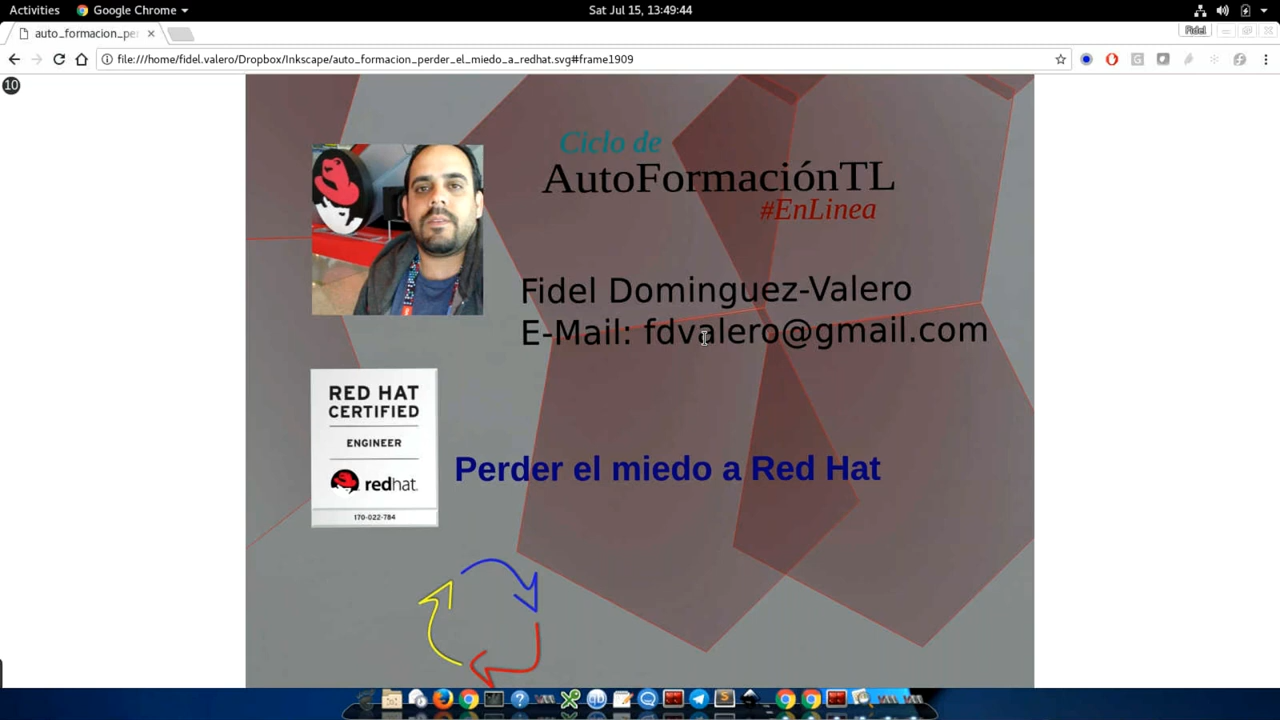 Activities
Google Chrome
Sat Jul 15, 13:49:44
auto_formacion_pe
Fidel
file:///home/fidel.valero/Dropbox/Inkscape/auto_formacion_perder_el_miedo_a_redhat.svg#frame1909
10
Ciclo de
AutoFormaciónTL
#EnLinea
Fidel Dominguez-Valero
E-Mail: fdvalero@gmail.com
RED HAT
CERTIFIED
ENGINEER
redhat.
170-022-784
Perder el miedo a Red Hat